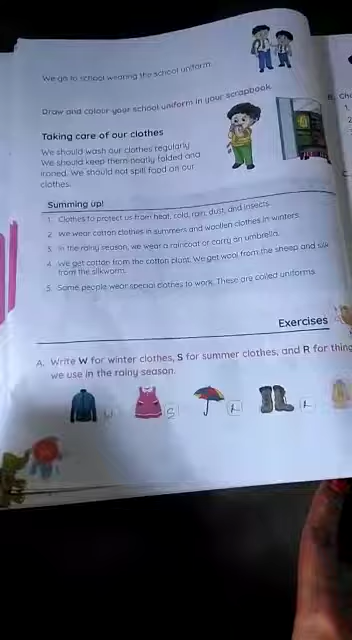 We go to school wearing the school uniform.
Draw and colour your school uniform in your scrapbook.
Taking care of our clothes
We should wash our clothes regularly.
We should keep them neatly folded and
ironed. We should not spill food on our
clothes.
Summing up!
1. Clothes to protect us from heat, cold, rain, dust, and insects.
2. We wear cotton clothes in summers and woollen clothes in winters.
3. In the rainy season, we wear a raincoat or carry an umbrella.
4. We get cotton from the cotton plant. We get wool from the sheep and silk
from the silkworm.
5. Some people wear special clothes to work. These are called uniforms.
Exercises
A. Write W for winter clothes, S for summer clothes, and R for thing
we use in the rainy season.
W S R R
B. Ch
1.
2